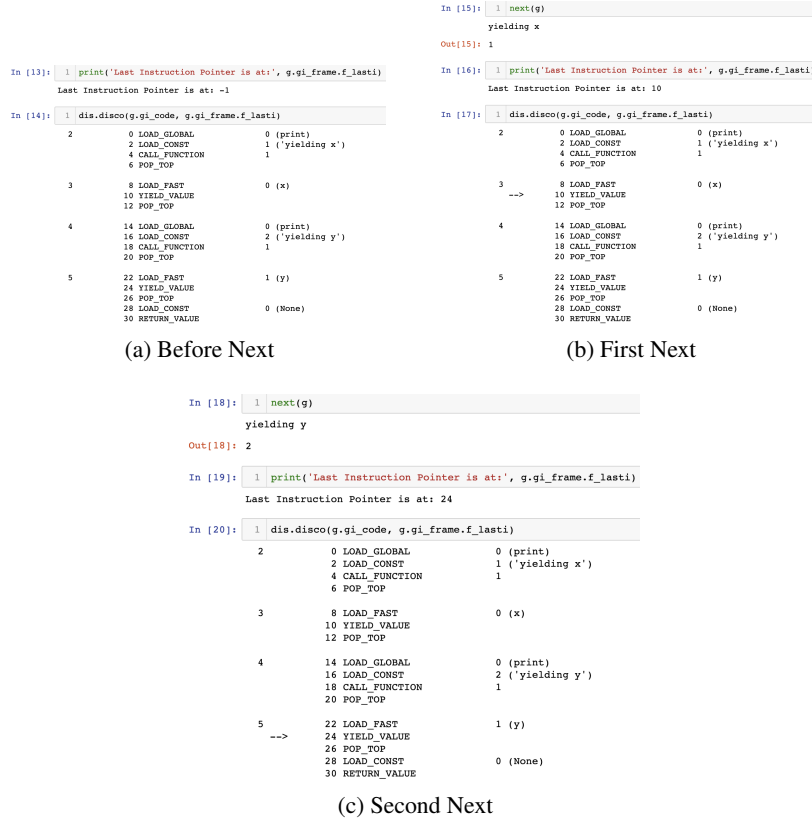 In [13]: 1 print('Last Instruction Pointer is at:', g.gi_frame.f_lasti)
Last Instruction Pointer is at: -1
In [14]: 1 dis.disco(g.gi_code, g.gi_frame.f_lasti)
2 0 LOAD_GLOBAL 0 (print)
2 LOAD_CONST 1 ('yielding x')
4 CALL_FUNCTION 1
6 POP_TOP
3 8 LOAD_FAST 0 (x)
10 YIELD_VALUE
12 POP_TOP
4 14 LOAD_GLOBAL 0 (print)
16 LOAD_CONST 2 ('yielding y')
18 CALL_FUNCTION 1
20 POP_TOP
5 22 LOAD_FAST 1 (y)
24 YIELD_VALUE
26 POP_TOP
28 LOAD_CONST 0 (None)
30 RETURN_VALUE
(a) Before Next
In [15]: 1 next(g)
yielding x
Out[15]: 1
In [16]: 1 print('Last Instruction Pointer is at:', g.gi_frame.f_lasti
Last Instruction Pointer is at: 10
In [17]: 1 dis.disco(g.gi_code, g.gi_frame.f_lasti)
2 0 LOAD_GLOBAL 0 (print)
2 LOAD_CONST 1 ('yielding x')
4 CALL_FUNCTION 1
6 POP_TOP
3 8 LOAD_FAST 0 (x)
--> 10 YIELD_VALUE
12 POP_TOP
4 14 LOAD_GLOBAL 0 (print)
16 LOAD_CONST 2 ('yielding y')
18 CALL_FUNCTION 1
20 POP_TOP
5 22 LOAD_FAST 1 (y)
24 YIELD_VALUE
26 POP_TOP
28 LOAD_CONST 0 (None)
30 RETURN_VALUE
(b) First Next
In [18]: 1 next(g)
yielding y
Out[18]: 2
In [19]: 1 print('Last Instruction Pointer is at:', g.gi_frame.f_lasti)
Last Instruction Pointer is at: 24
In [20]: 1 dis.disco(g.gi_code, g.gi_frame.f_lasti)
2 0 LOAD_GLOBAL 0 (print)
2 LOAD_CONST 1 ('yielding x')
4 CALL_FUNCTION 1
6 POP_TOP
3 8 LOAD_FAST 0 (x)
10 YIELD_VALUE
12 POP_TOP
4 14 LOAD_GLOBAL 0 (print)
16 LOAD_CONST 2 ('yielding y')
18 CALL_FUNCTION 1
20 POP_TOP
5 22 LOAD_FAST 1 (y)
--> 24 YIELD_VALUE
26 POP_TOP
28 LOAD_CONST 0 (None)
30 RETURN_VALUE
(c) Second Next